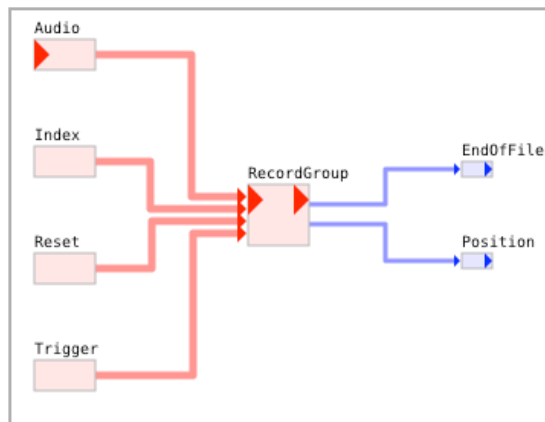 Audio
Index
EndOfFile
RecordGroup
Reset
Position
Trigger